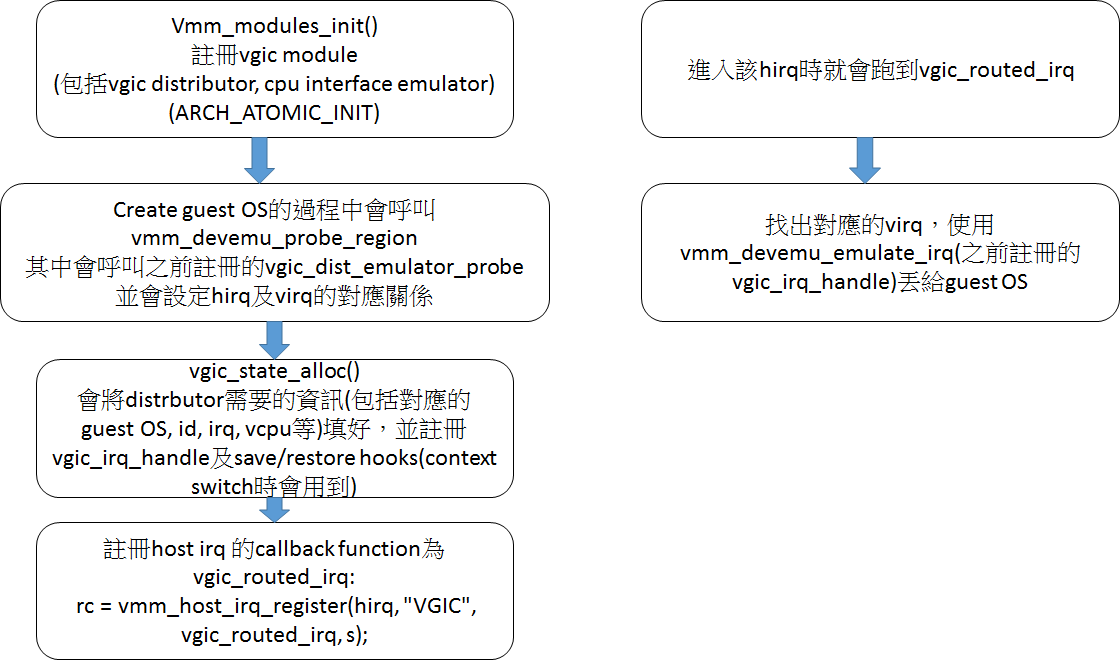 Vmm_modules_init()
註冊vgic module
(包括vgic distributor, cpu interface emulator)
(ARCH_ATOMIC_INIT)
Create guest OS的過程中會呼叫
vmm_devemu_probe_region
其中會呼叫之前註冊的vgic_dist_emulator_probe
並會設定hirq及virq的對應關係
vgic_state_alloc()
會將distrbutor需要的資訊(包括對應的
guest OS, id, irq, vcpu等)填好，並註冊
vgic_irq_handle及save/restore hooks(context
switch時會用到)
註冊host irq 的callback function為
vgic_routed_irq:
rc = vmm_host_irq_register(hirq, "VGIC",
vgic_routed_irq, s);
進入該hirq時就會跑到vgic_routed_irq
找出對應的virq，使用
vmm_devemu_emulate_irq(之前註冊的
vgic_irq_handle)丟給guest OS